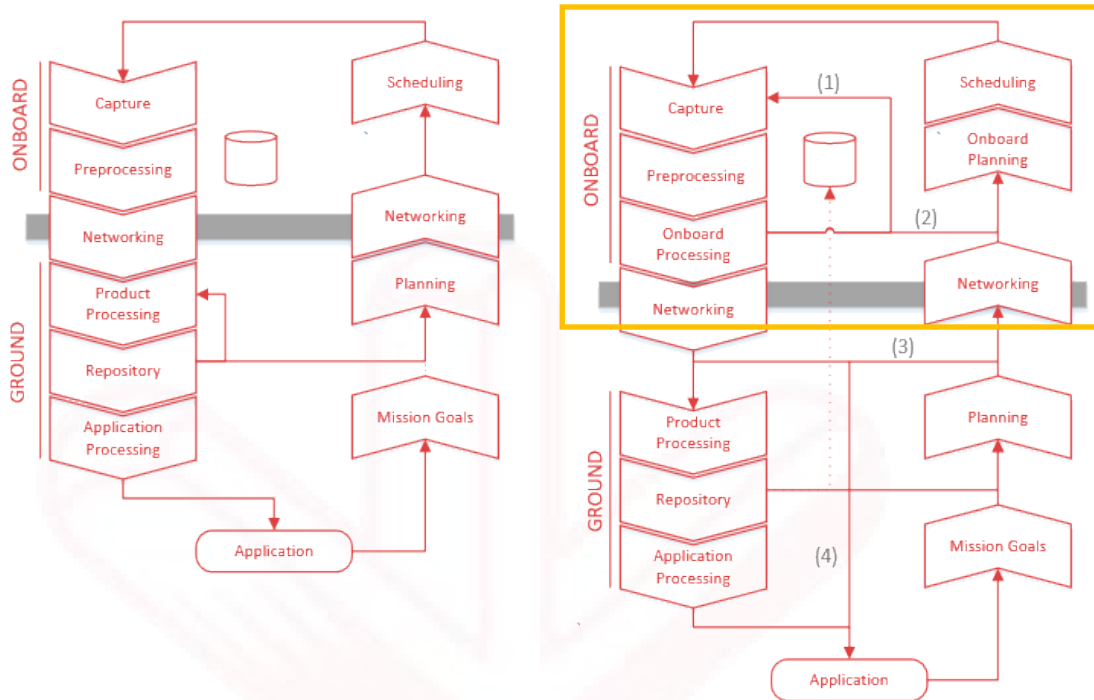 ONBOARD
Capture
Preprocessing
Networking
GROUND
Product
Processing
Repository
Application
Processing
Application
Scheduling
Networking
Planning
Mission Goals
ONBOARD
Capture
Preprocessing
Onboard
Processing
Networking
(1)
(2)
Scheduling
Onboard
Planning
Networking
(3)
GROUND
Product
Processing
Repository
Application
Processing
(4)
Planning
Mission Goals
Application